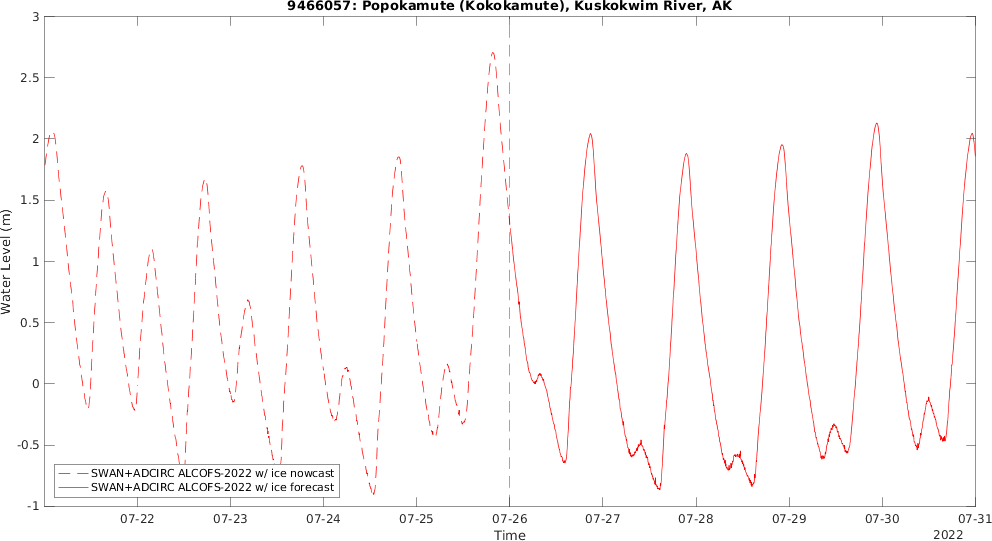 9466057: Popokamute (Kokokamute), Kuskokwim River, AK
Water Level (m)
3
2.5
2
1.5
1
0.5
0
-0.5
-1
SWAN+ADCIRC ALCOFS-2022 w/ ice nowcast
SWAN+ADCIRC ALCOFS-2022 w/ ice forecast
07-22 07-23 07-24 07-25 07-26 07-27 07-28 07-29 07-30 07-31
Time
2022